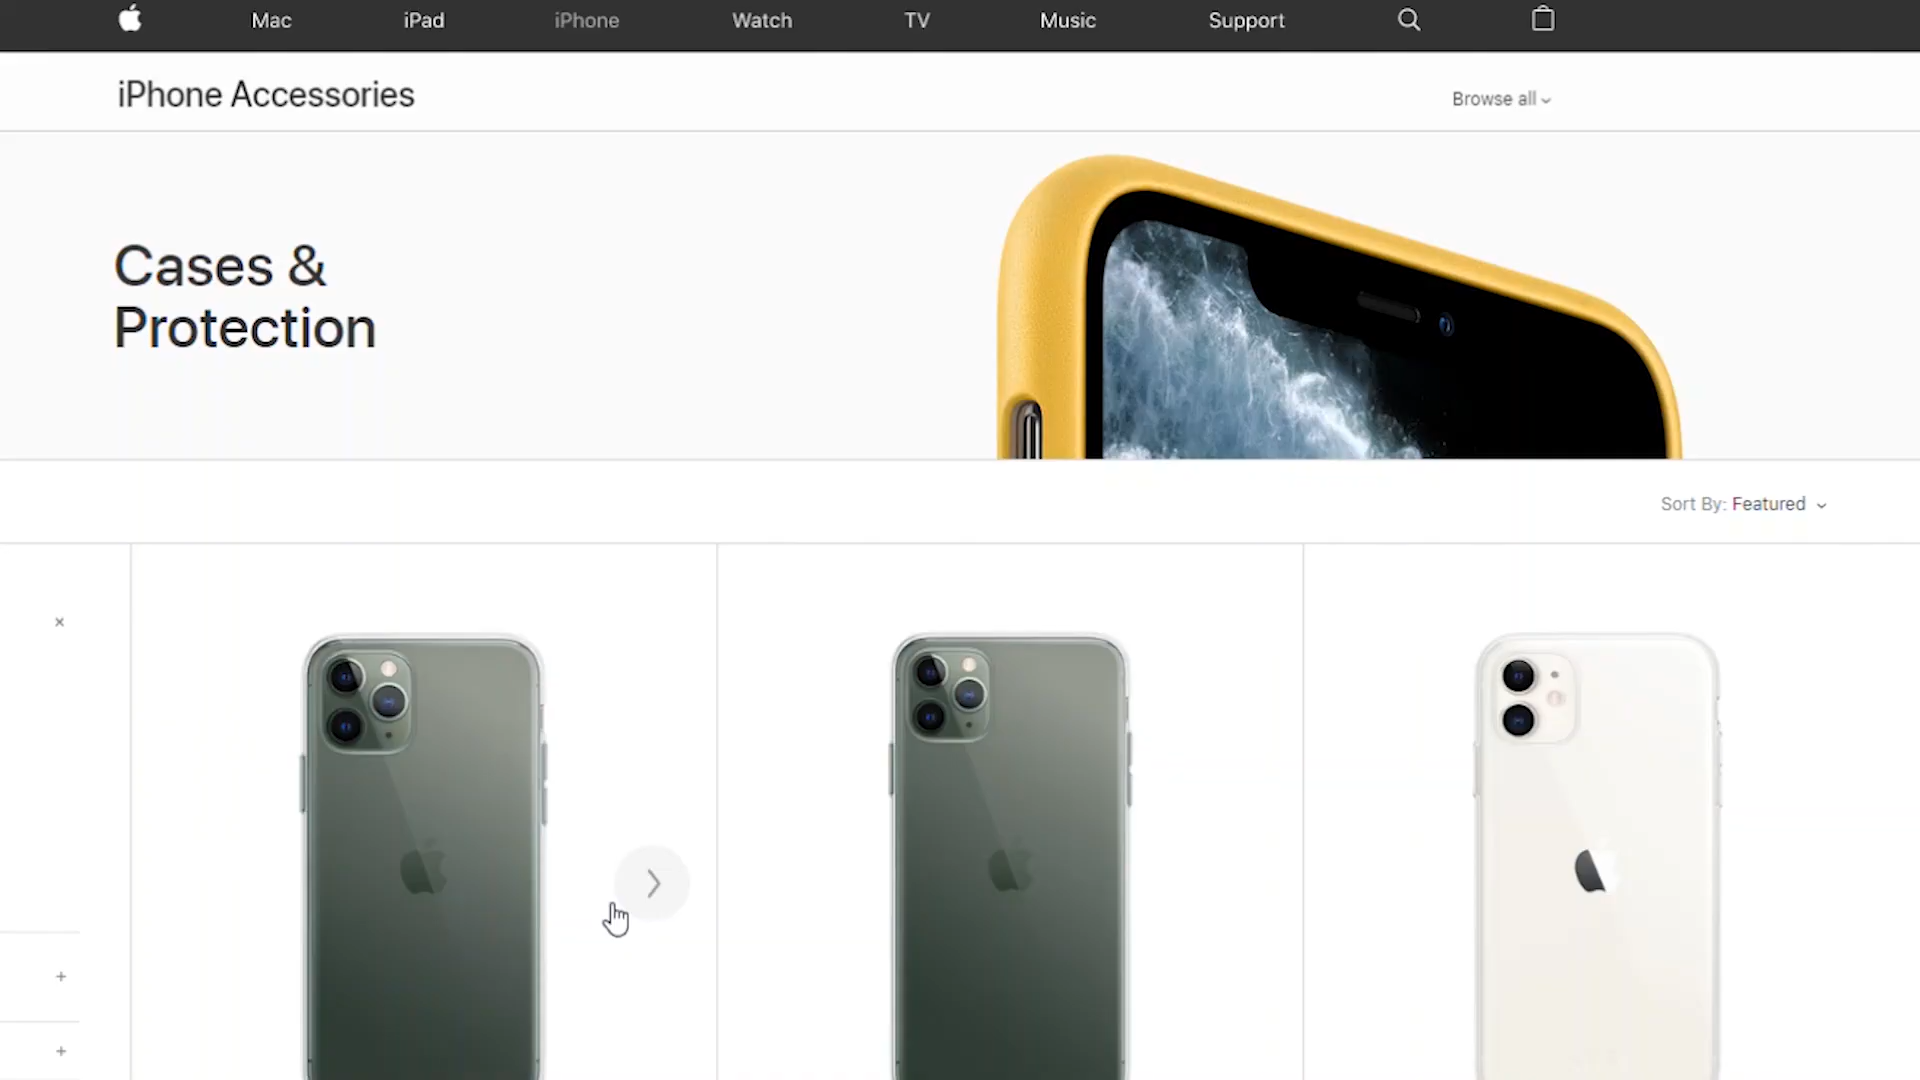 Mac iPad iPhone Watch TV Music Support
iPhone Accessories
Browse all
Cases &
Protection
Sort By: Featured